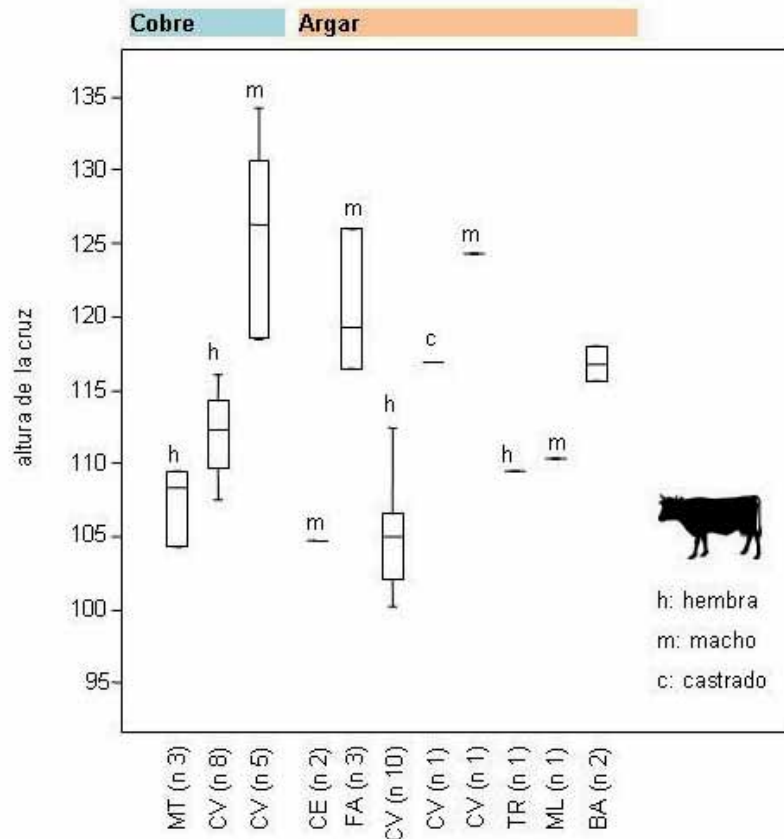 Cobre Argar
altura de la cruz
135
130
125
120
115
110
105
100
95
h
h
m
m
m
h
c
m
h
m
h: hembra
m: macho
c: castrado
MT (n 3)
CV (n 8)
CV (n 5)
CE (n 2)
FA (n 3)
CV (n 10)
CV (n 1)
CV (n 1)
TR (n 1)
ML (n 1)
BA (n 2)